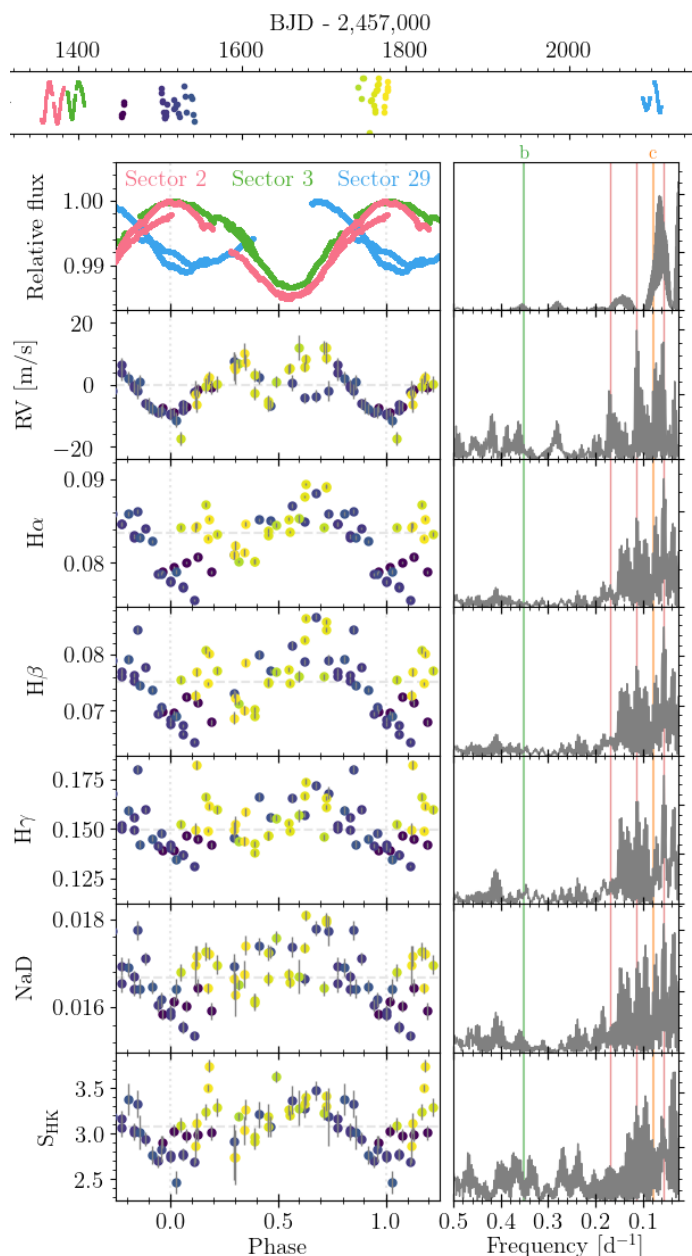 BJD - 2,457,000
1400 1600 1800 2000
b c
Sector 2 Sector 3 Sector 29
Relative flux
1.00
0.99
RV [m/s]
20
0
−20
Hα
0.09
0.08
Hβ
0.08
0.07
Hγ
0.175
0.150
0.125
NaD
0.018
0.016
S_HK
3.5
3.0
2.5
0.0 0.5 1.0 0.5 0.4 0.3 0.2 0.1
Phase Frequency [d⁻¹]